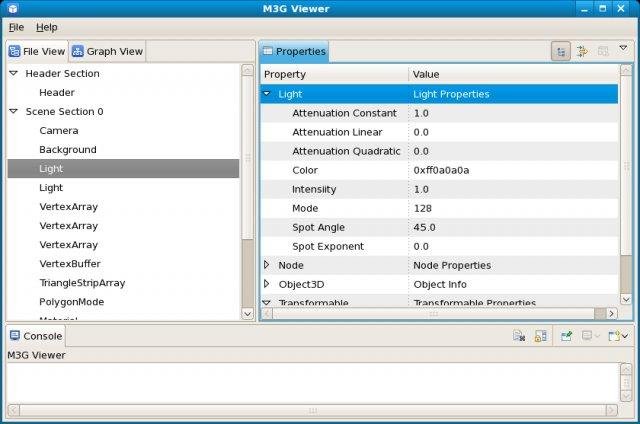 M3G Viewer
File Help
File View Graph View
Header Section
Header
Scene Section 0
Camera
Background
Light
Light
VertexArray
VertexArray
VertexArray
VertexBuffer
TriangleStripArray
PolygonMode
Material
Properties
Property Value
Light Light Properties
Attenuation Constant 1.0
Attenuation Linear 0.0
Attenuation Quadratic 0.0
Color 0xff0a0a0a
Intensiity 1.0
Mode 128
Spot Angle 45.0
Spot Exponent 0.0
Node Node Properties
Object3D Object Info
Transformable Transformable Properties
Console
M3G Viewer